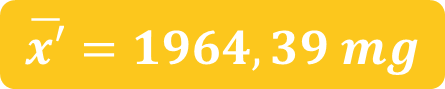 x̅′ = 1964,39 mg